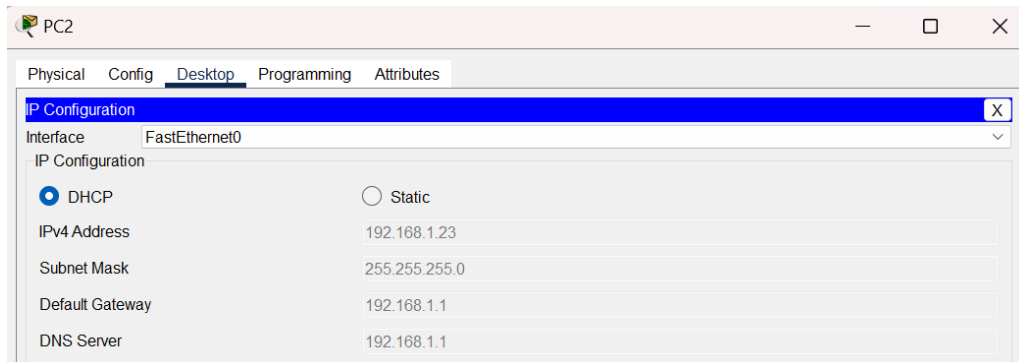 PC2
Physical Config Desktop Programming Attributes
IP Configuration X
Interface FastEthernet0
IP Configuration
DHCP Static
IPv4 Address 192.168.1.23
Subnet Mask 255.255.255.0
Default Gateway 192.168.1.1
DNS Server 192.168.1.1